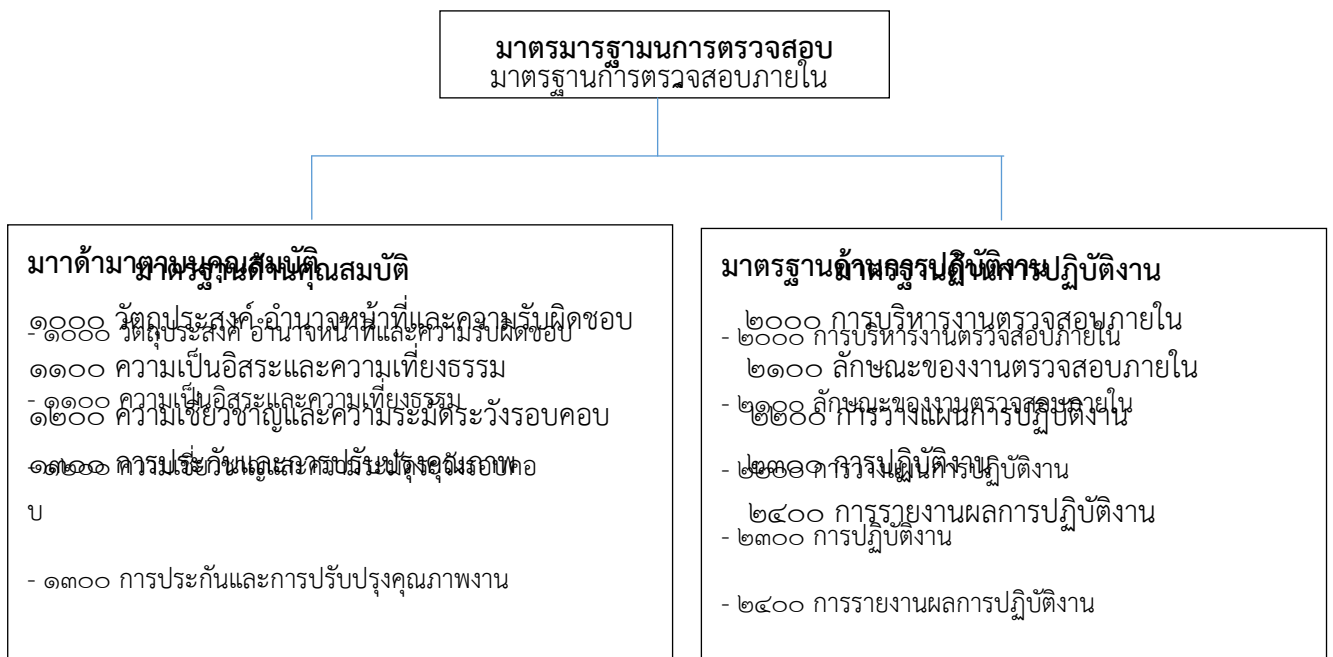 มาตรมารฐามนการตรวจสอบ
มาตรฐานการตรวจสอบภายใน
มาตรฐานด้านคุณสมบัติ
๑๐๐๐ วัตถุประสงค์ อำนาจหน้าที่และความรับผิดชอบ
- ๑๐๐๐ วัตถุประสงค์ อำนาจหน้าที่และความรับผิดชอบ
๑๑๐๐ ความเป็นอิสระและความเที่ยงธรรม
- ๑๑๐๐ ความเป็นอิสระและความเที่ยงธรรม
๑๒๐๐ ความเชี่ยวชาญและความระมัดระวังรอบคอบ
๑๓๐๐ การประกันและการปรับปรุงคุณภาพ
- ๑๒๐๐ ความเชี่ยวชาญและความระมัดระวังรอบคอ
บ
- ๑๓๐๐ การประกันและการปรับปรุงคุณภาพงาน
มาตรฐานด้านการปฏิบัติงาน
มาตรฐานด้านการปฏิบัติงาน
๒๐๐๐ การบริหารงานตรวจสอบภายใน
- ๒๐๐๐ การบริหารงานตรวจสอบภายใน
๒๑๐๐ ลักษณะของงานตรวจสอบภายใน
- ๒๑๐๐ ลักษณะของงานตรวจสอบภายใน
๒๒๐๐ การวางแผนการปฏิบัติงาน
๒๓๐๐ การปฏิบัติงาน
- ๒๒๐๐ การวางแผนการปฏิบัติงาน
๒๔๐๐ การรายงานผลการปฏิบัติงาน
- ๒๓๐๐ การปฏิบัติงาน
- ๒๔๐๐ การรายงานผลการปฏิบัติงาน